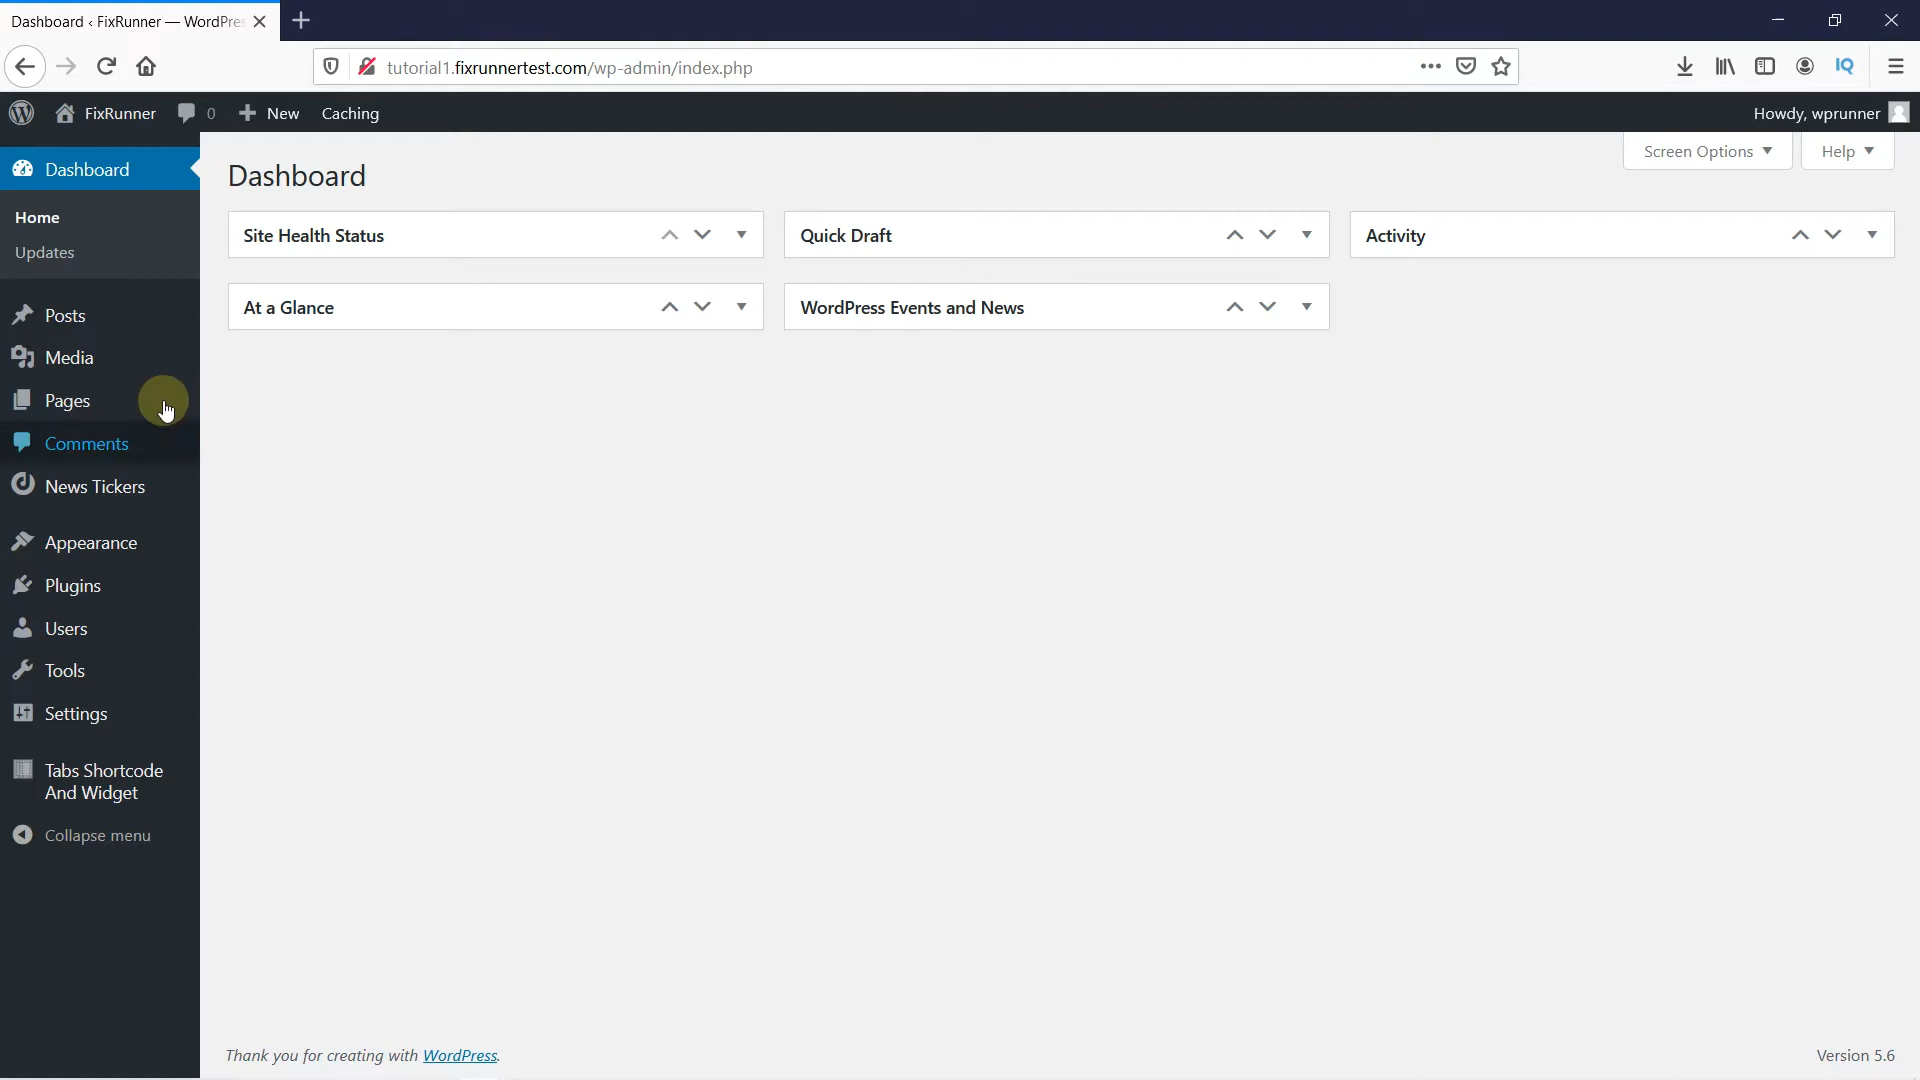 Dashboard ‹ FixRunner — WordPres
tutorial1.fixrunnertest.com/wp-admin/index.php
IQ
FixRunner
0
New
Caching
Howdy, wprunner
Dashboard
Home
Updates
Posts
Media
Pages
Comments
News Tickers
Appearance
Plugins
Users
Tools
Settings
Tabs Shortcode
And Widget
Collapse menu
Screen Options
Help
Dashboard
Site Health Status
Quick Draft
Activity
At a Glance
WordPress Events and News
Thank you for creating with WordPress.
Version 5.6